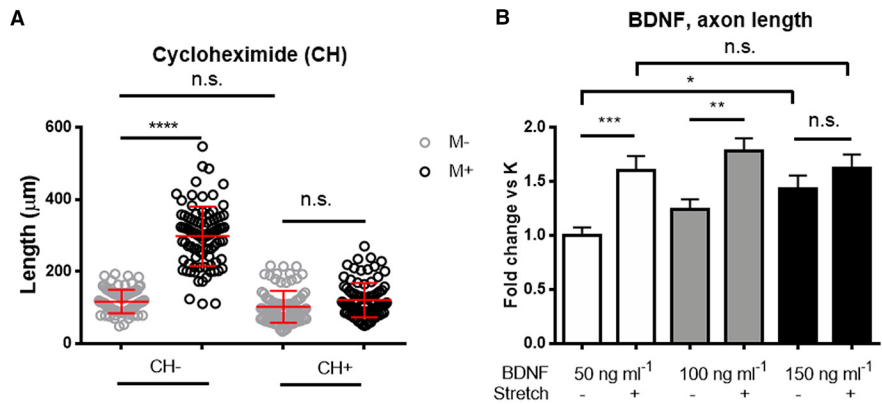 A
Cycloheximide (CH)
n.s.
****
n.s.
600
400
200
0
Length (μm)
CH-
CH+
M-
M+
B
BDNF, axon length
n.s.
*
***
**
n.s.
2.0
1.5
1.0
0.5
0.0
Fold change vs K
BDNF 50 ng ml-1 100 ng ml-1 150 ng ml-1
Stretch - + - + - +